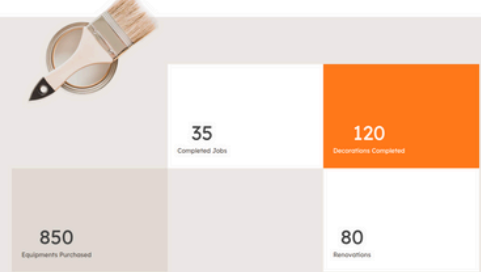 35
Completed Jobs
120
Decorations Completed
850
Equipments Purchased
80
Renovations